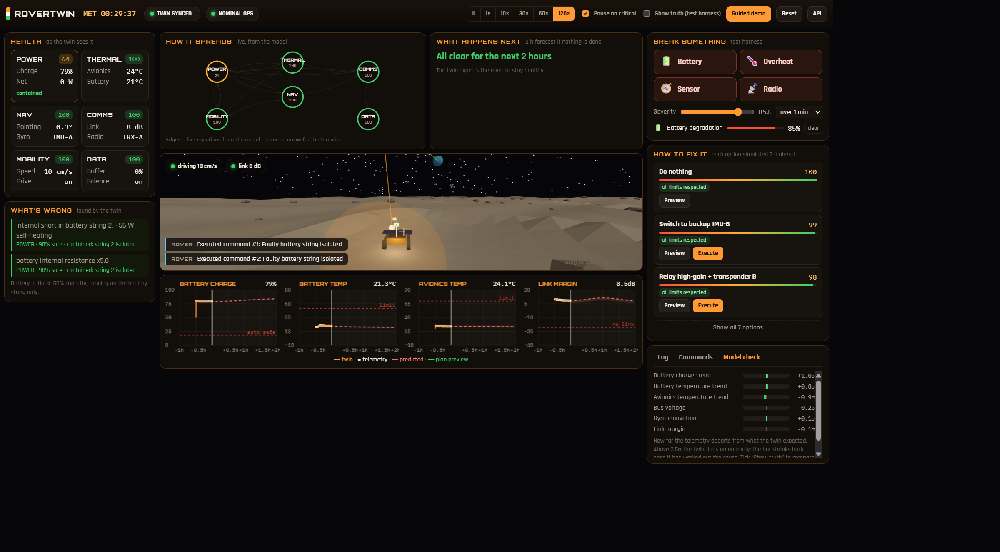 ROVERTWIN MET 00:29:37 TWIN SYNCED NOMINAL OPS
1× 10× 30× 60× 120× Pause on critical Show truth (test harness) Guided demo Reset API
HEALTH as the twin sees it
POWER 64
Charge 79%
Net -0 W
contained
THERMAL 100
Avionics 24°C
Battery 21°C
NAV 100
Pointing 0.3°
Gyro IMU-A
COMMS 100
Link 8 dB
Radio TRX-A
MOBILITY 100
Speed 10 cm/s
Drive on
DATA 100
Buffer 0%
Science on
WHAT'S WRONG found by the twin
internal short in battery string 2, −56 W
self-heating
POWER · 98% sure · contained: string 2 isolated
battery internal resistance x5.0
POWER · 98% sure · contained: string 2 isolated
Battery outlook: 50% capacity, running on the healthy
string only.
HOW IT SPREADS live, from the model
THERMAL
100
POWER
64
COMMS
100
NAV
100
MOBILITY
100
DATA
100
Edges = live equations from the model · hover an arrow for the formula
WHAT HAPPENS NEXT 2 h forecast if nothing is done
All clear for the next 2 hours
The twin expects the rover to stay healthy.
driving 10 cm/s link 8 dB
ROVER Executed command #1: Faulty battery string isolated
ROVER Executed command #2: Faulty battery string isolated
BATTERY CHARGE 79%
100
75
50
25
0
auto-safe
-1h -0.5h +0.5h +1h +1.5h +2h
BATTERY TEMP 21.3°C
80
58
35
13
-10
limit
-1h -0.5h +0.5h +1h +1.5h +2h
AVIONICS TEMP 24.1°C
90
65
40
15
-10
limit
-1h -0.5h +0.5h +1h +1.5h +2h
LINK MARGIN 8.5dB
20
5
-10
-25
-40
no link
-1h -0.5h +0.5h +1h +1.5h +2h
— twin · ● telemetry · --- predicted · — plan preview
BREAK SOMETHING test harness
Battery
Overheat
Sensor
Radio
Severity 85% over 1 min
Battery degradation 85% clear
HOW TO FIX IT each option simulated 2 h ahead
Do nothing 100
all limits respected
Preview
Switch to backup IMU-B 99
all limits respected
Preview Execute
Relay high-gain + transponder B 98
all limits respected
Preview Execute
Show all 7 options
Log Commands Model check
Battery charge trend +1.0σ
Battery temperature trend +0.8σ
Avionics temperature trend -0.9σ
Bus voltage -0.2σ
Gyro innovation +0.1σ
Link margin -0.1σ
How far the telemetry departs from what the twin expected.
Above 3.5σ the twin flags an anomaly; the bar shrinks back
once it has worked out the cause. Tick “Show truth” to compare